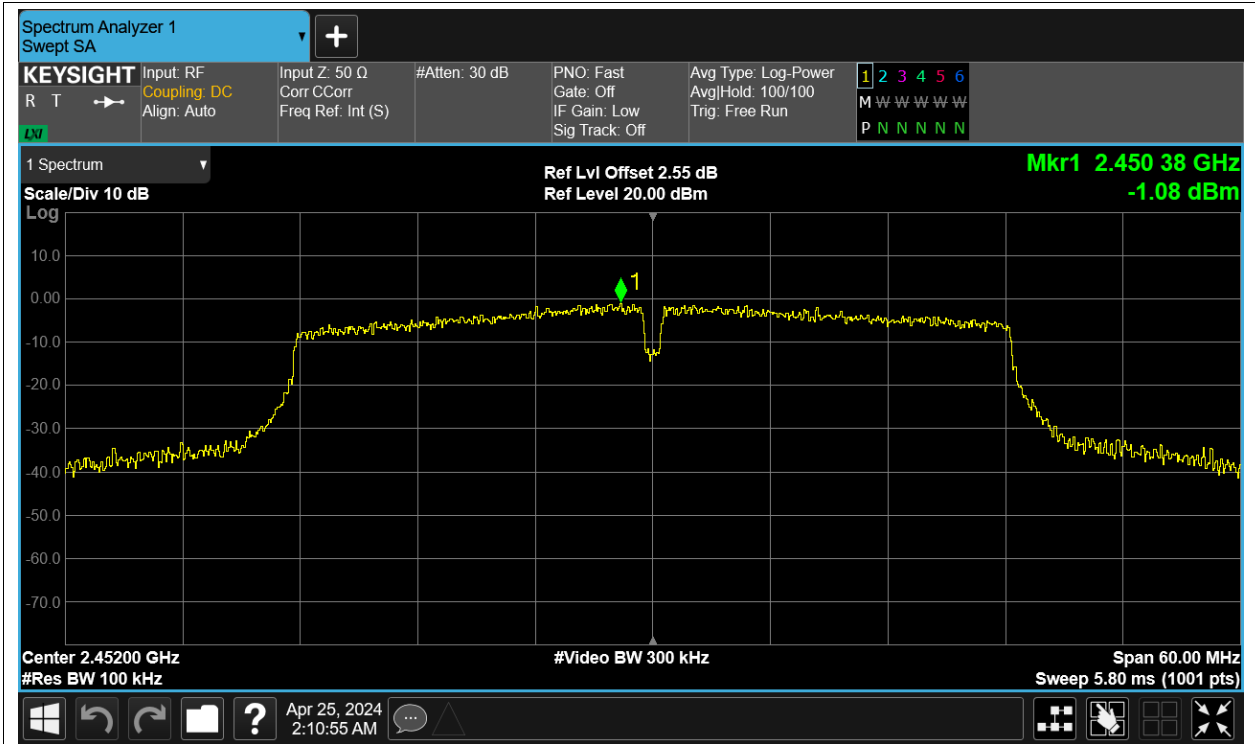 Spectrum Analyzer 1
Swept SA
KEYSIGHT
R T
LXI
Input: RF
Coupling: DC
Align: Auto
Input Z: 50 Ω
Corr CCorr
Freq Ref: Int (S)
#Atten: 30 dB
PNO: Fast
Gate: Off
IF Gain: Low
Sig Track: Off
Avg Type: Log-Power
Avg|Hold: 100/100
Trig: Free Run
1 2 3 4 5 6
M W W W W W
P N N N N N
1 Spectrum
Scale/Div 10 dB
Log
Ref Lvl Offset 2.55 dB
Ref Level 20.00 dBm
Mkr1 2.450 38 GHz
-1.08 dBm
10.0
0.00
-10.0
-20.0
-30.0
-40.0
-50.0
-60.0
-70.0
1
Center 2.45200 GHz
#Res BW 100 kHz
#Video BW 300 kHz
Span 60.00 MHz
Sweep 5.80 ms (1001 pts)
?
Apr 25, 2024
2:10:55 AM